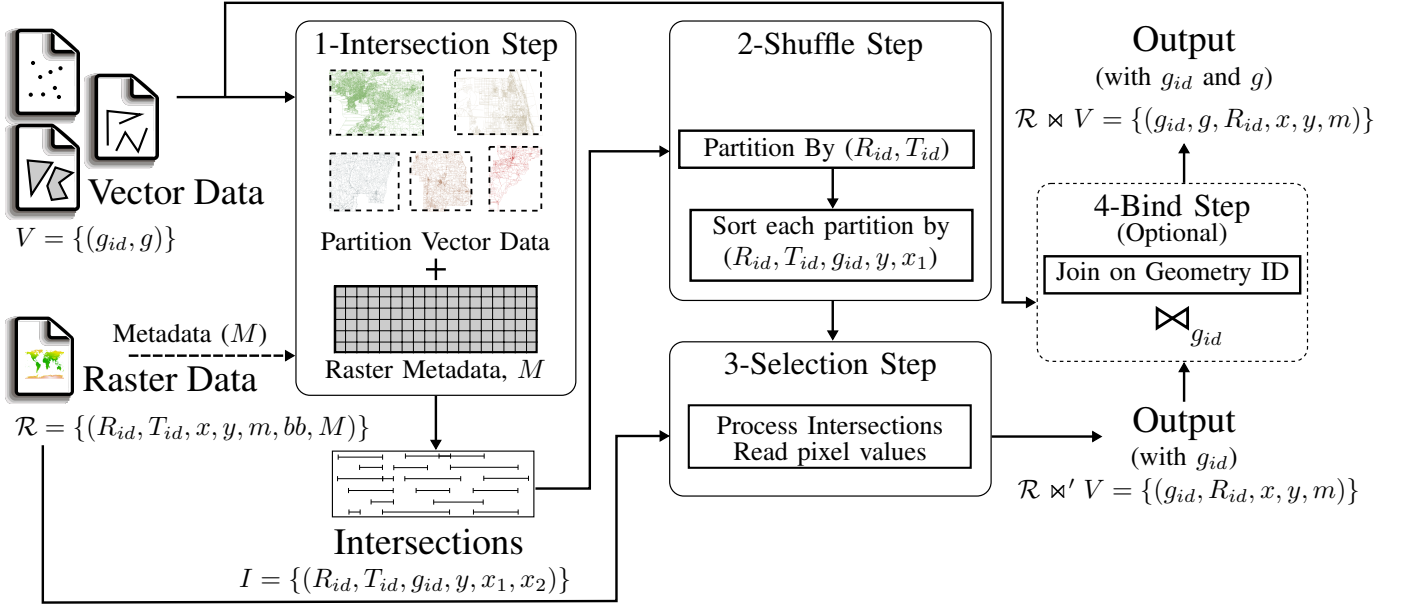 Vector Data
V = {(g_id, g)}
Metadata (M)
Raster Data
ℛ = {(R_id, T_id, x, y, m, bb, M)}
1-Intersection Step
Partition Vector Data
+
Raster Metadata, M
Intersections
I = {(R_id, T_id, g_id, y, x_1, x_2)}
2-Shuffle Step
Partition By (R_id, T_id)
Sort each partition by
(R_id, T_id, g_id, y, x_1)
3-Selection Step
Process Intersections
Read pixel values
Output
(with g_id and g)
ℛ ⋈ V = {(g_id, g, R_id, x, y, m)}
4-Bind Step
(Optional)
Join on Geometry ID
⋈ g_id
Output
(with g_id)
ℛ ⋈′ V = {(g_id, R_id, x, y, m)}